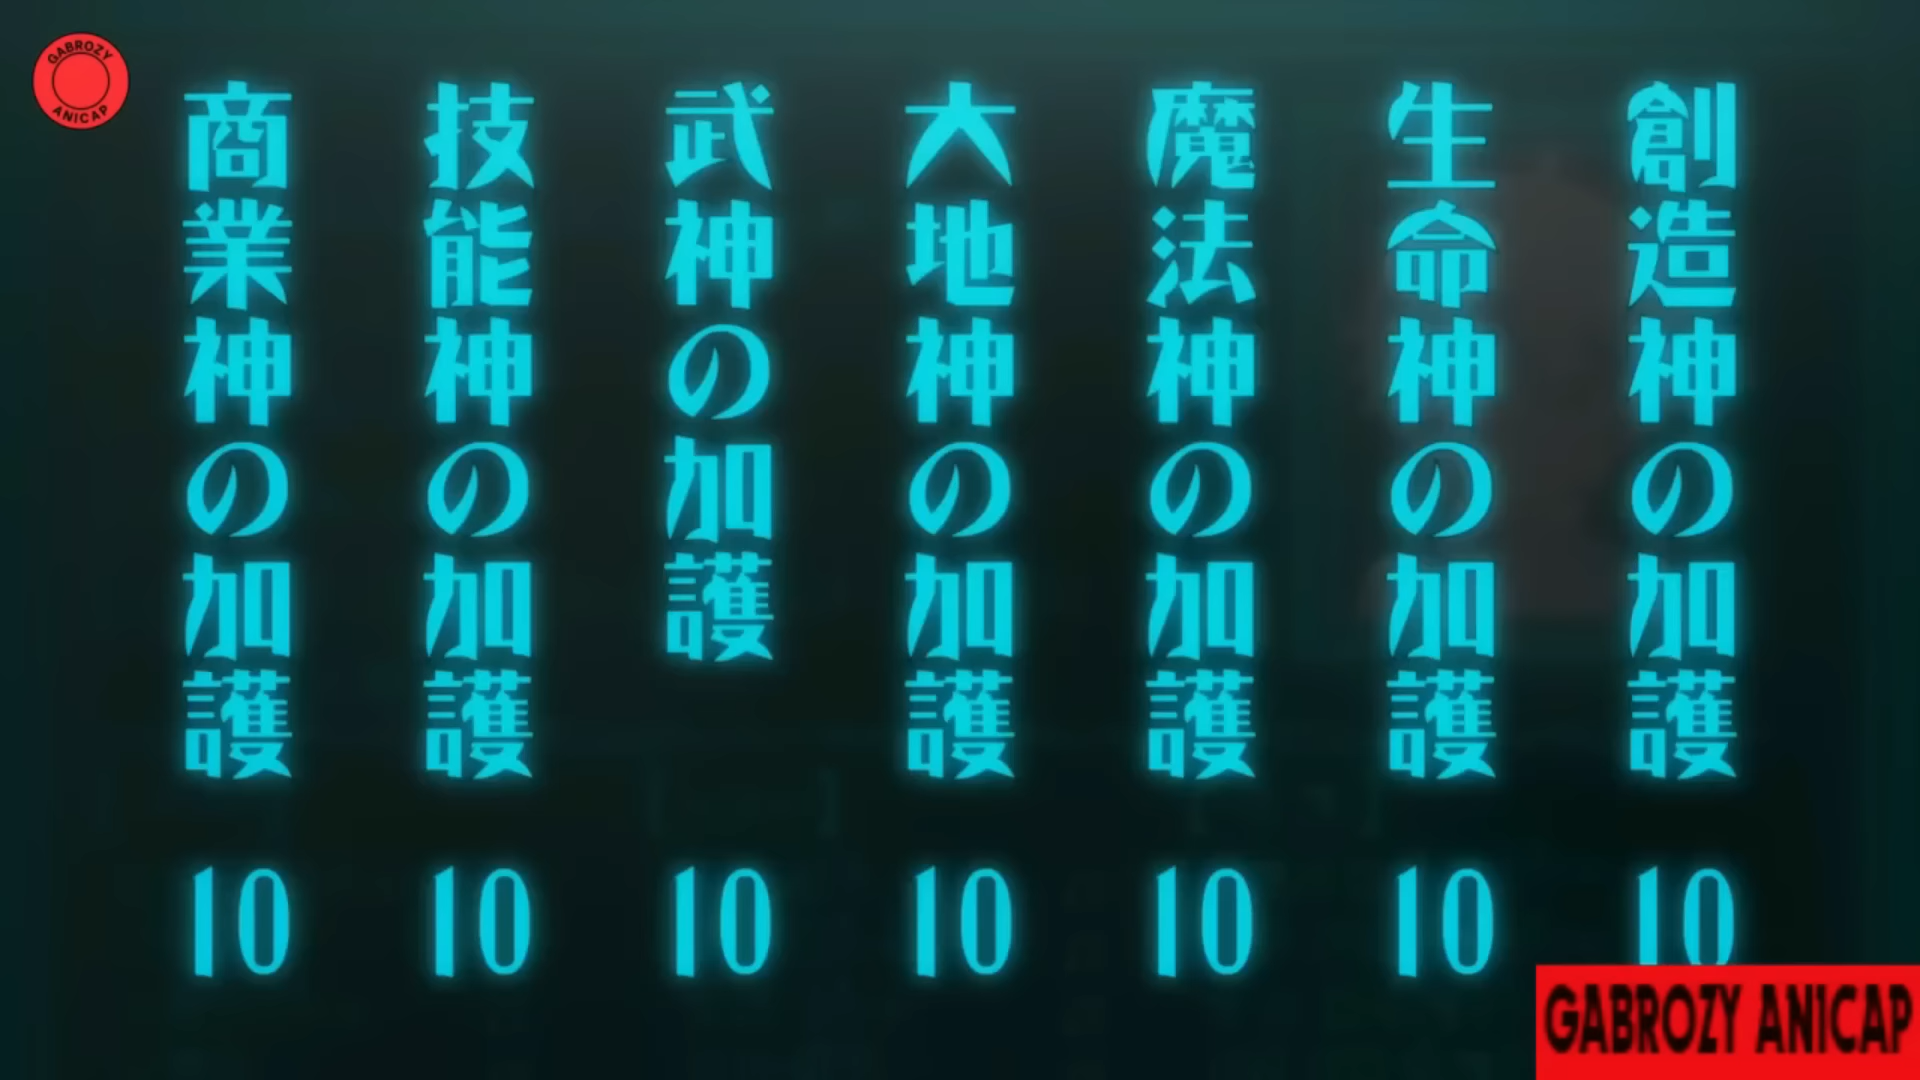 創造神の加護 10
生命神の加護 10
魔法神の加護 10
大地神の加護 10
武神の加護 10
技能神の加護 10
商業神の加護 10
GABROZY ANICAP
GABROZY ANICAP